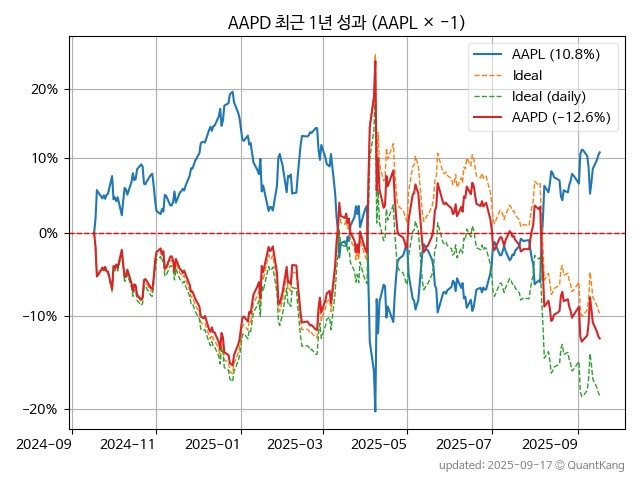 AAPD 최근 1년 성과 (AAPL × −1)
AAPL (10.8%)
Ideal
Ideal (daily)
AAPD (−12.6%)
20%
10%
0%
−10%
−20%
2024-09
2024-11
2025-01
2025-03
2025-05
2025-07
2025-09
updated: 2025-09-17 © QuantKang